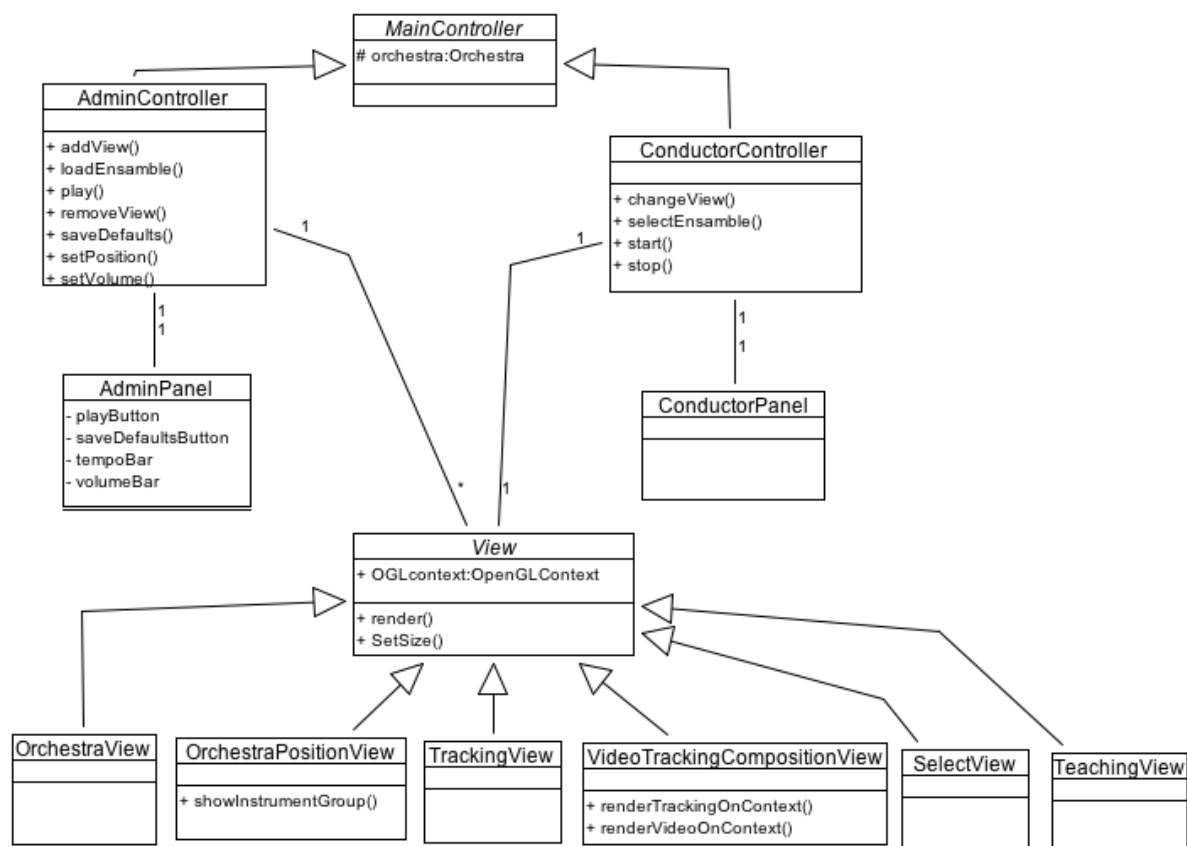 MainController
# orchestra:Orchestra
AdminController
+ addView()
+ loadEnsamble()
+ play()
+ removeView()
+ saveDefaults()
+ setPosition()
+ setVolume()
ConductorController
+ changeView()
+ selectEnsamble()
+ start()
+ stop()
1
1
1
1
1
1
AdminPanel
- playButton
- saveDefaultsButton
- tempoBar
- volumeBar
ConductorPanel
*
1
View
+ OGLcontext:OpenGLContext
+ render()
+ SetSize()
OrchestraView
OrchestraPositionView
+ showInstrumentGroup()
TrackingView
VideoTrackingCompositionView
+ renderTrackingOnContext()
+ renderVideoOnContext()
SelectView
TeachingView